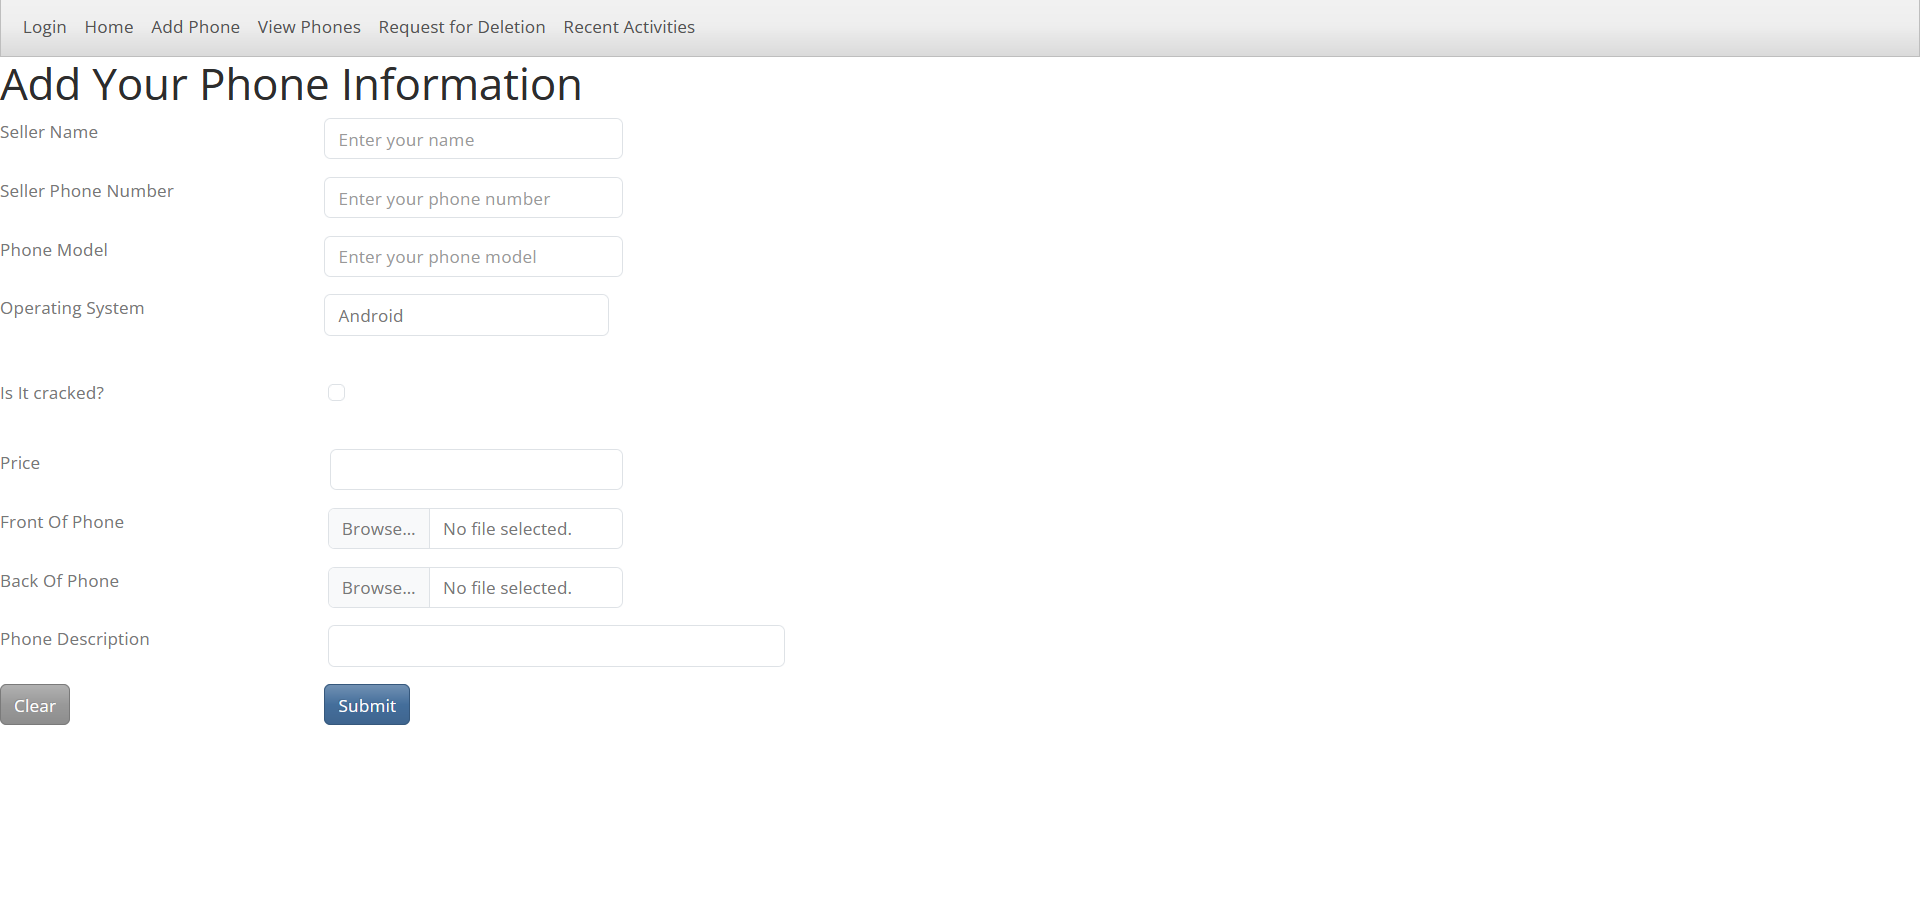 Login Home Add Phone View Phones Request for Deletion Recent Activities
Add Your Phone Information
Seller Name Enter your name
Seller Phone Number Enter your phone number
Phone Model Enter your phone model
Operating System Android
Is It cracked?
Price
Front Of Phone Browse... No file selected.
Back Of Phone Browse... No file selected.
Phone Description
Clear Submit